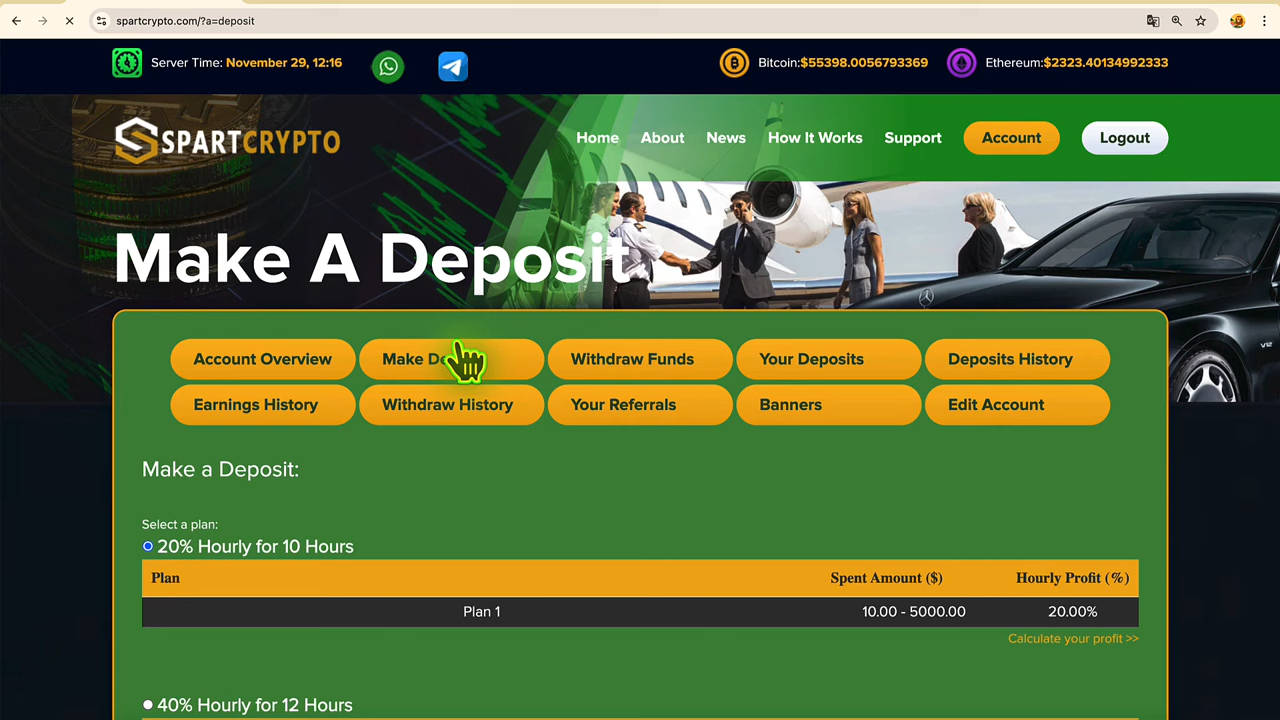 spartcrypto.com/?a=deposit
Server Time: November 29, 12:16
Bitcoin:$55398.0056793369
Ethereum:$2323.40134992333
SPARTCRYPTO
Home About News How It Works Support Account Logout
Make A Deposit
Account Overview Make De Withdraw Funds Your Deposits Deposits History
Earnings History Withdraw History Your Referrals Banners Edit Account
Make a Deposit:
Select a plan:
20% Hourly for 10 Hours
Plan Spent Amount ($) Hourly Profit (%)
Plan 1 10.00 - 5000.00 20.00%
Calculate your profit >>
40% Hourly for 12 Hours